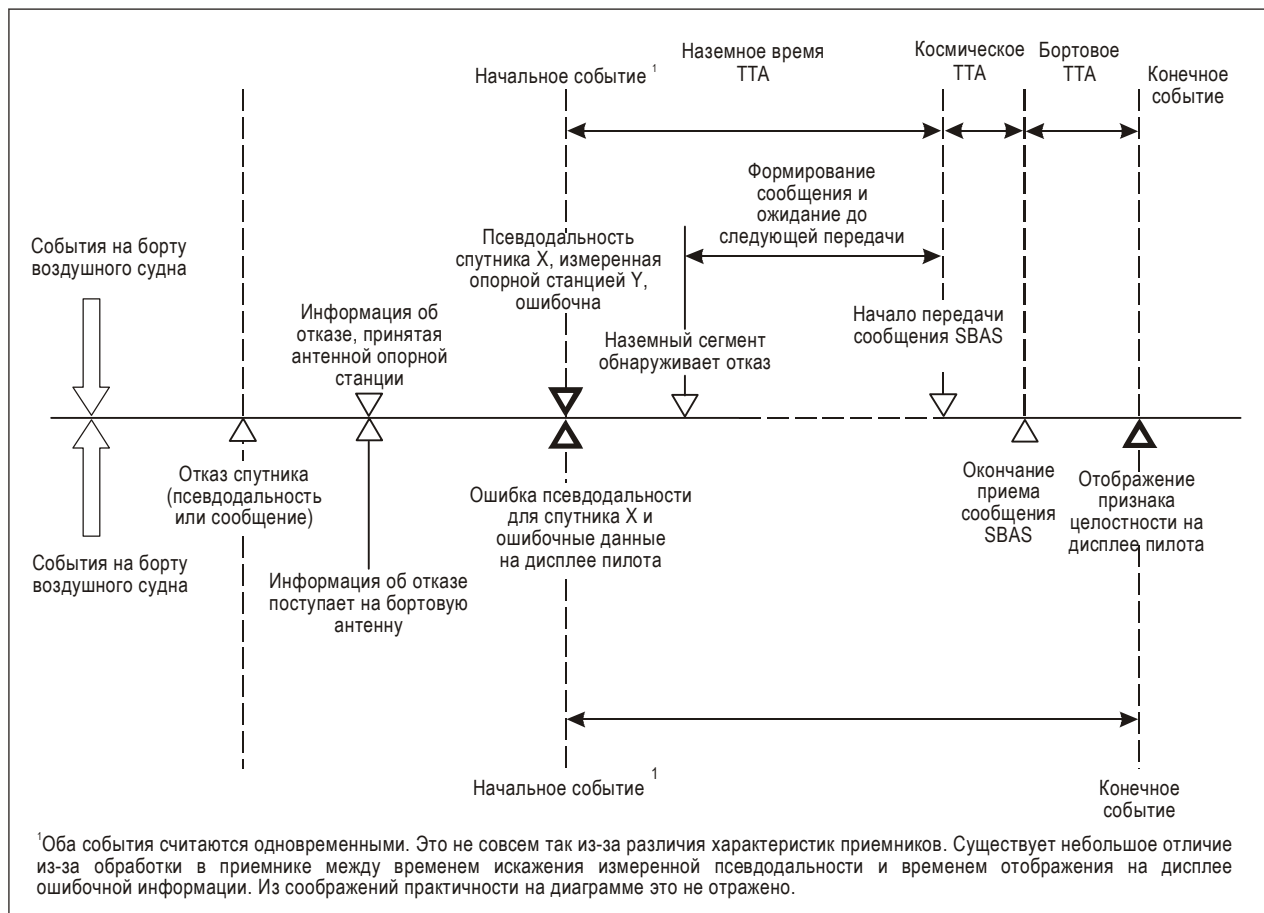 Наземное время
ТТА
Космическое
ТТА
Бортовое
ТТА
Начальное событие 1
Конечное
событие
Формирование
сообщения и
ожидание до
следующей передачи
События на борту
воздушного судна
Псевдодальность
спутника X, измеренная
опорной станцией Y,
ошибочна
Информация об
отказе, принятая
антенной опорной
станции
Наземный сегмент
обнаруживает отказ
Начало передачи
сообщения SBAS
Отказ спутника
(псевдодальность
или сообщение)
Ошибка псевдодальности
для спутника X и
ошибочные данные
на дисплее пилота
Окончание
приема
сообщения
SBAS
Отображение
признака
целостности на
дисплее пилота
События на борту
воздушного судна
Информация об отказе
поступает на бортовую
антенну
Начальное событие 1
Конечное
событие
1Оба события считаются одновременными. Это не совсем так из-за различия характеристик приемников. Существует небольшое отличие
из-за обработки в приемнике между временем искажения измеренной псевдодальности и временем отображения на дисплее
ошибочной информации. Из соображений практичности на диаграмме это не отражено.